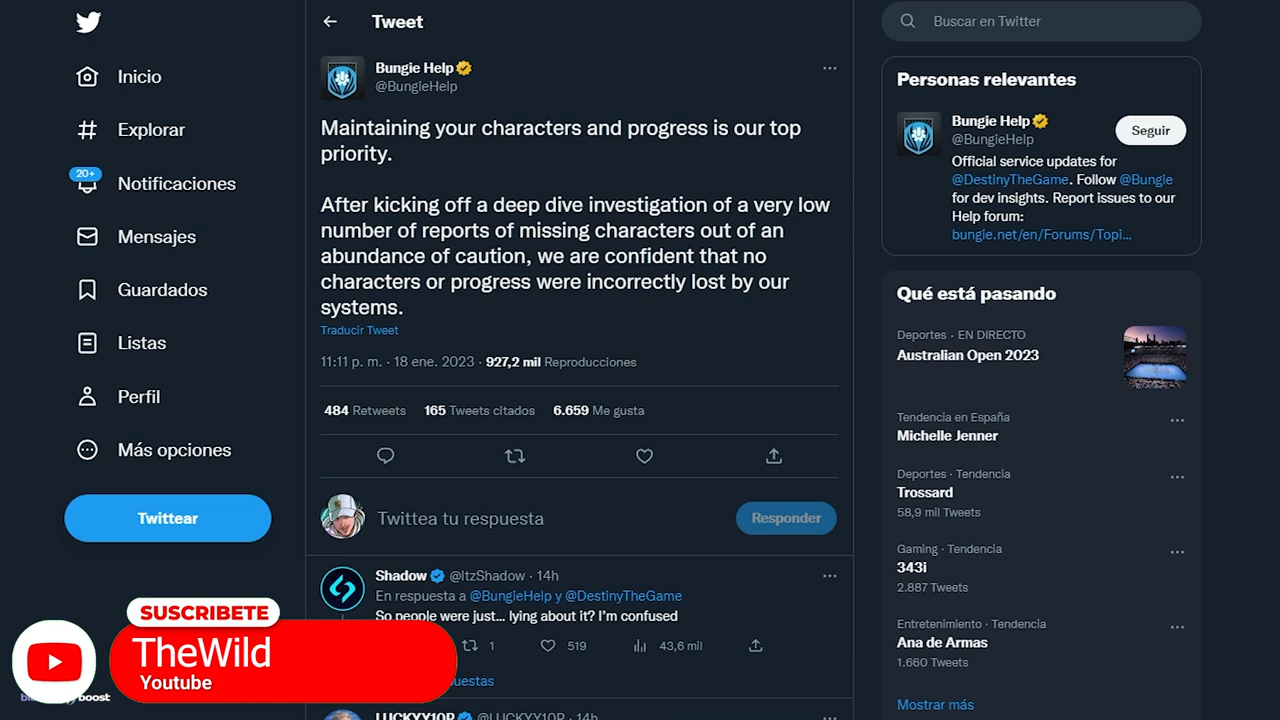 Inicio
Explorar
20+
Notificaciones
Mensajes
Guardados
Listas
Perfil
Más opciones
Twittear
Tweet
Bungie Help
@BungieHelp
Maintaining your characters and progress is our top
priority.
After kicking off a deep dive investigation of a very low
number of reports of missing characters out of an
abundance of caution, we are confident that no
characters or progress were incorrectly lost by our
systems.
Traducir Tweet
11:11 p. m. · 18 ene. 2023 · 927,2 mil Reproducciones
484 Retweets 165 Tweets citados 6.659 Me gusta
Twittea tu respuesta
Responder
Shadow @ItzShadow · 14h
En respuesta a @BungieHelp y @DestinyTheGame
So people were just... lying about it? I'm confused
1 519 43,6 mil
LUCKYY10P @LUCKYY10P · 14h
SUSCRIBETE
TheWild
Youtube
boost
Buscar en Twitter
Personas relevantes
Bungie Help
@BungieHelp
Seguir
Official service updates for
@DestinyTheGame. Follow @Bungie
for dev insights. Report issues to our
Help forum:
bungie.net/en/Forums/Topi...
Qué está pasando
Deportes · EN DIRECTO
Australian Open 2023
Tendencia en España
Michelle Jenner
Deportes · Tendencia
Trossard
58,9 mil Tweets
Gaming · Tendencia
343i
2.887 Tweets
Entretenimiento · Tendencia
Ana de Armas
1.660 Tweets
Mostrar más